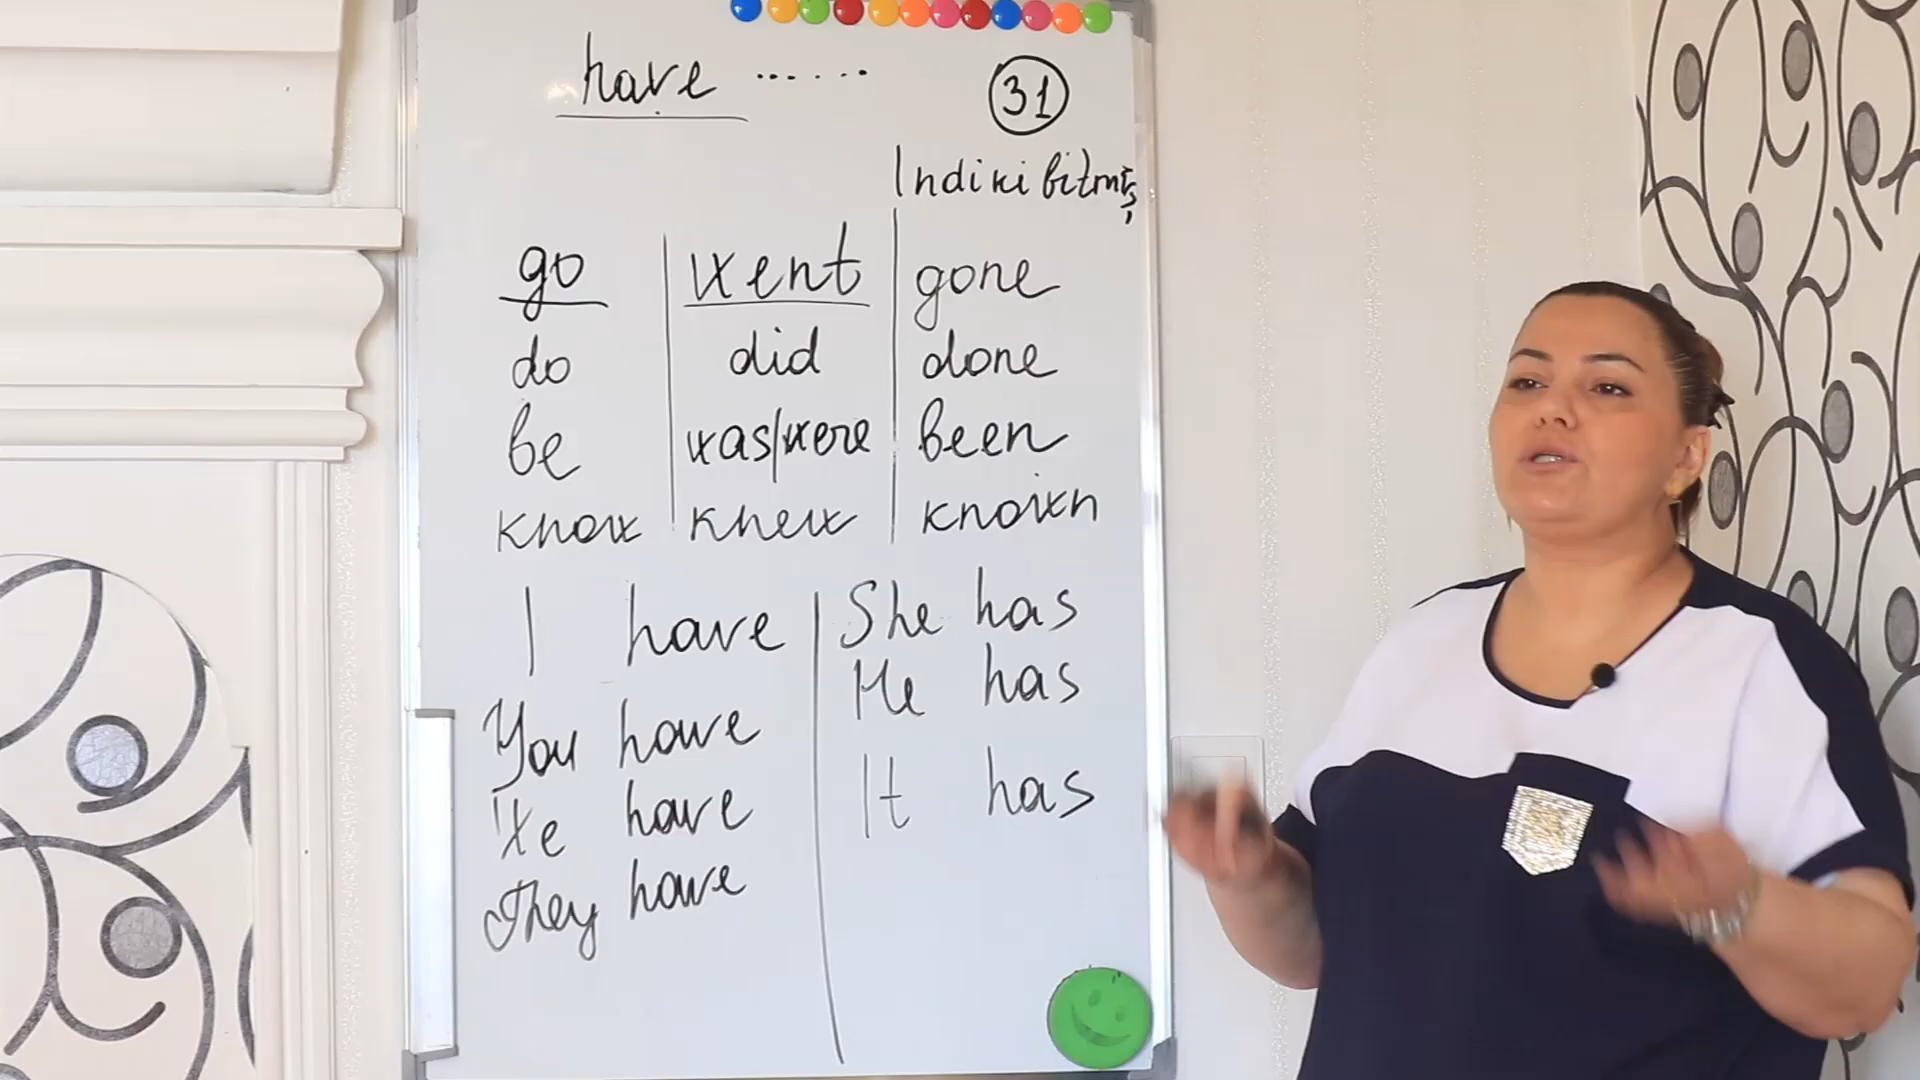 have .......
31
Indiki bitmiş
go went gone
do did done
be was/were been
know knew known
I have She has
You have He has
We have It has
They have